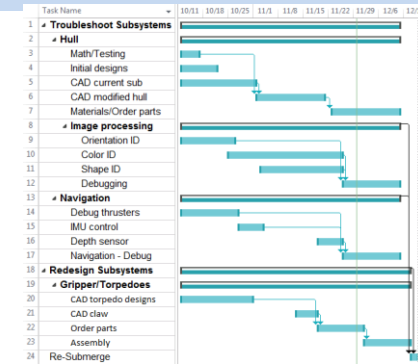 Task Name 10/11 10/18 10/25 11/1 11/8 11/15 11/22 11/29 12/6
1 Troubleshoot Subsystems
2 Hull
3 Math/Testing
4 Initial designs
5 CAD current sub
6 CAD modified hull
7 Materials/Order parts
8 Image processing
9 Orientation ID
10 Color ID
11 Shape ID
12 Debugging
13 Navigation
14 Debug thrusters
15 IMU control
16 Depth sensor
17 Navigation - Debug
18 Redesign Subsystems
19 Gripper/Torpedoes
20 CAD torpedo designs
21 CAD claw
22 Order parts
23 Assembly
24 Re-Submerge